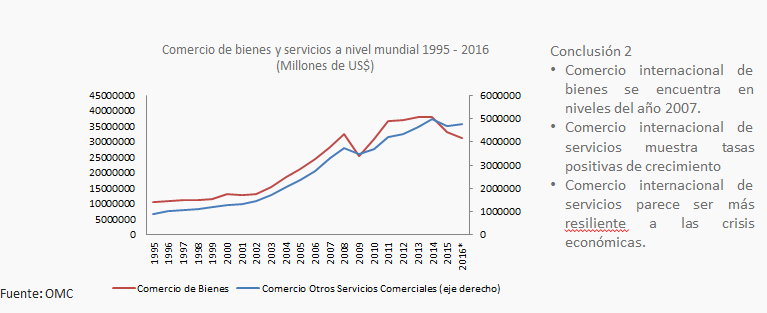 Comercio de bienes y servicios a nivel mundial 1995 - 2016
(Millones de US$)
45000000
40000000
35000000
30000000
25000000
20000000
15000000
10000000
5000000
0
6000000
5000000
4000000
3000000
2000000
1000000
0
1995
1996
1997
1998
1999
2000
2001
2002
2003
2004
2005
2006
2007
2008
2009
2010
2011
2012
2013
2014
2015
2016*
Comercio de Bienes
Comercio Otros Servicios Comerciales (eje derecho)
Fuente: OMC
Conclusión 2
• Comercio internacional de
bienes se encuentra en
niveles del año 2007.
• Comercio internacional de
servicios muestra tasas
positivas de crecimiento
• Comercio internacional de
servicios parece ser más
resiliente a las crisis
económicas.